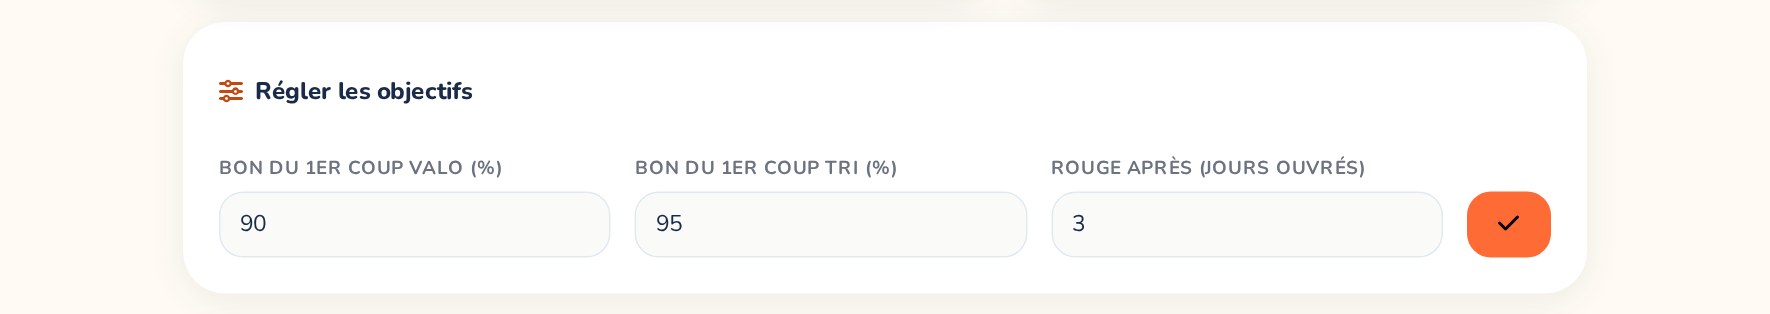 Régler les objectifs
BON DU 1ER COUP VALO (%)
BON DU 1ER COUP TRI (%)
ROUGE APRÈS (JOURS OUVRÉS)
90
95
3